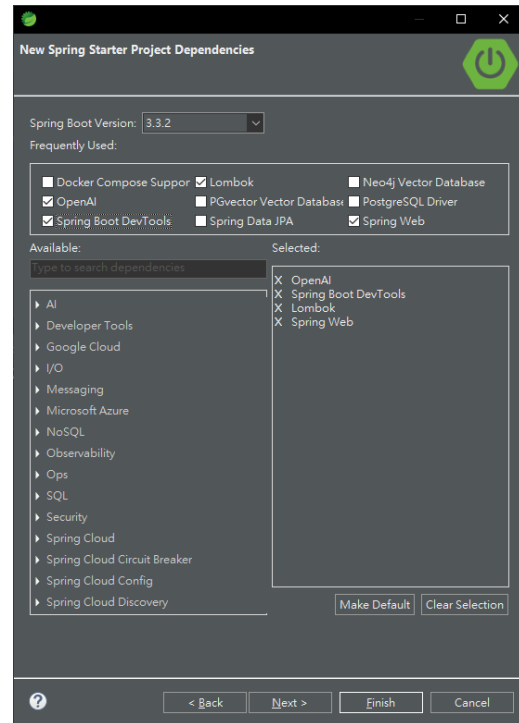 New Spring Starter Project Dependencies
Spring Boot Version: 3.3.2
Frequently Used:
Docker Compose Suppor Lombok Neo4j Vector Database
OpenAI PGvector Vector Database PostgreSQL Driver
Spring Boot DevTools Spring Data JPA Spring Web
Available: Selected:
Type to search dependencies
X OpenAI
X Spring Boot DevTools
X Lombok
X Spring Web
AI
Developer Tools
Google Cloud
I/O
Messaging
Microsoft Azure
NoSQL
Observability
Ops
SQL
Security
Spring Cloud
Spring Cloud Circuit Breaker
Spring Cloud Config
Spring Cloud Discovery
Make Default Clear Selection
? < Back Next > Finish Cancel